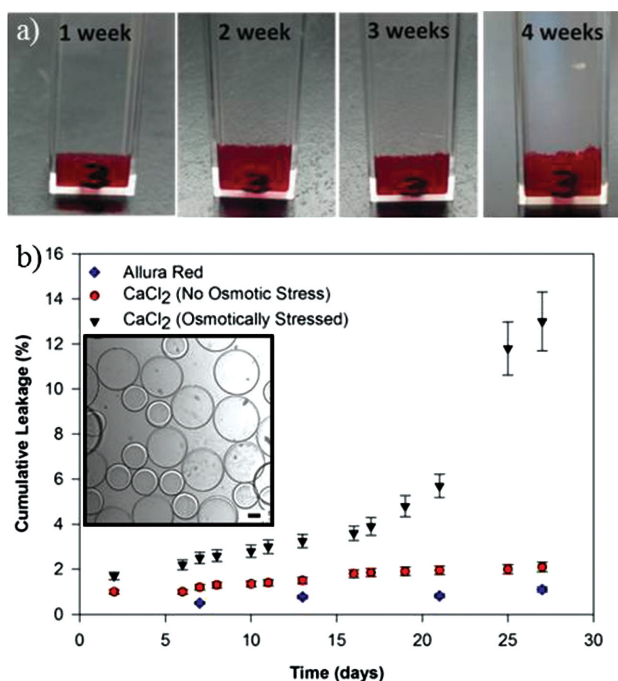 a) 1 week 2 week 3 weeks 4 weeks
3 3 3 3
b)
16
14
12
10
8
6
4
2
0
Allura Red
CaCl2 (No Osmotic Stress)
CaCl2 (Osmotically Stressed)
Cumulative Leakage (%)
0 5 10 15 20 25 30
Time (days)